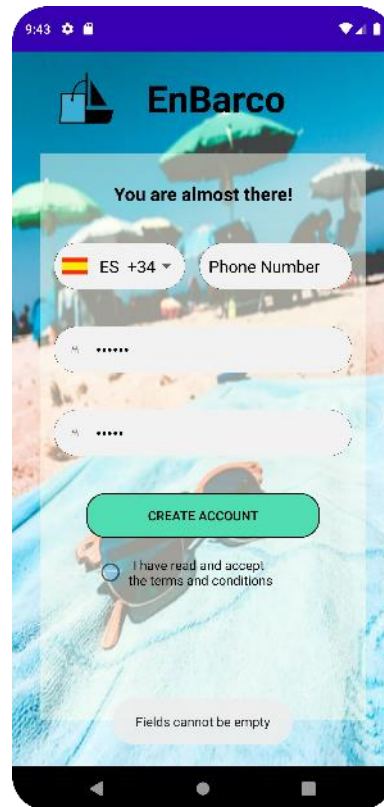 9:43
EnBarco
You are almost there!
ES +34 Phone Number
••••••
•••••
CREATE ACCOUNT
I have read and accept
the terms and conditions
Fields cannot be empty